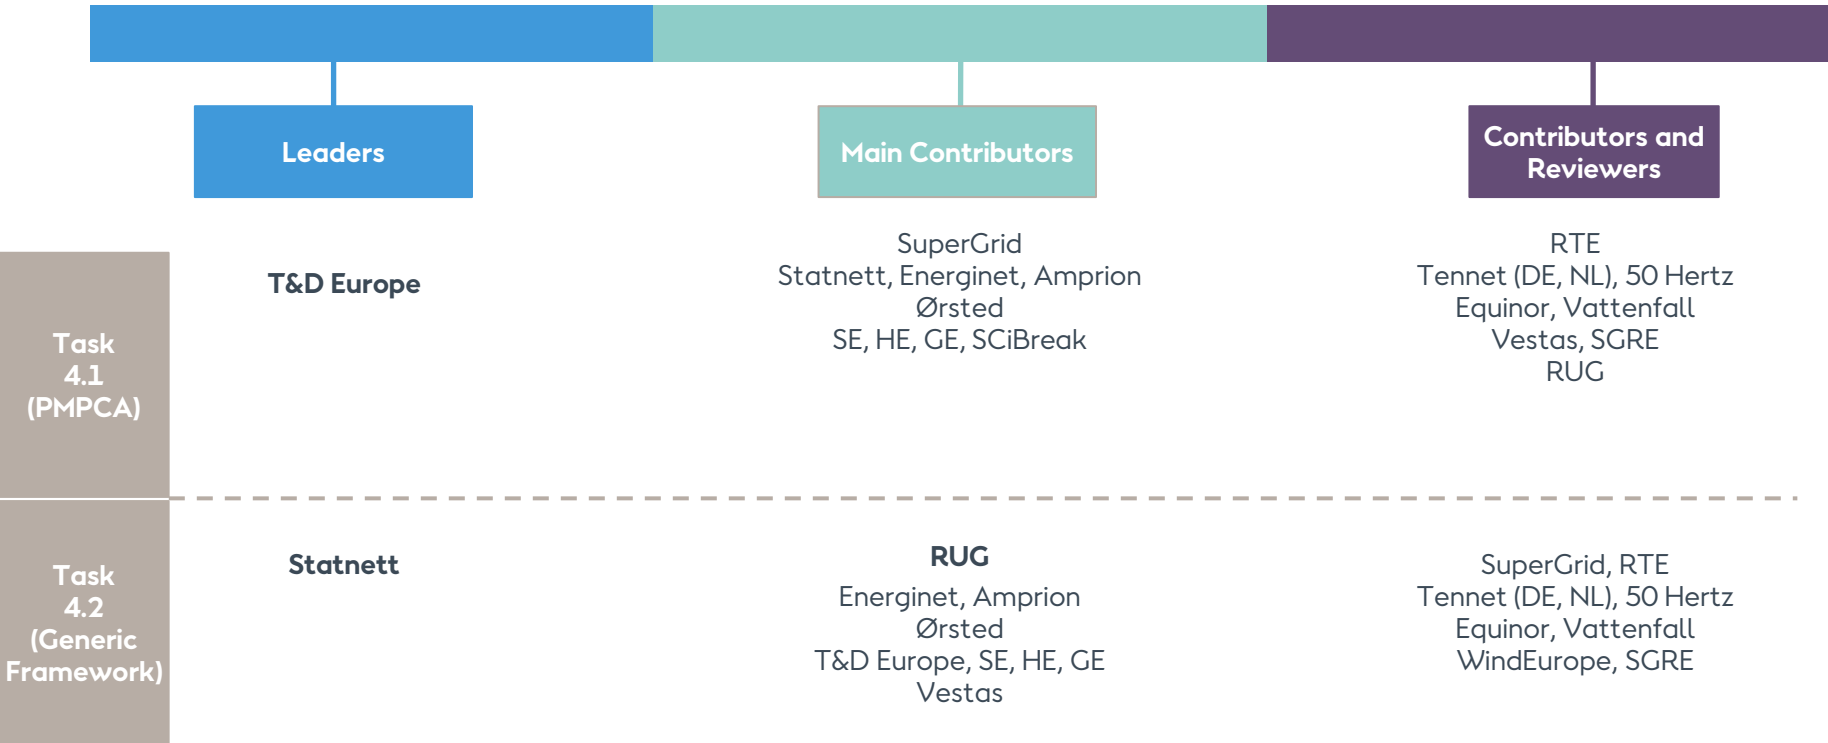 Leaders
Main Contributors
Contributors and
Reviewers
Task
4.1
(PMPCA)
T&D Europe
SuperGrid
Statnett, Energinet, Amprion
Ørsted
SE, HE, GE, SCiBreak
RTE
Tennet (DE, NL), 50 Hertz
Equinor, Vattenfall
Vestas, SGRE
RUG
Task
4.2
(Generic
Framework)
Statnett
RUG
Energinet, Amprion
Ørsted
T&D Europe, SE, HE, GE
Vestas
SuperGrid, RTE
Tennet (DE, NL), 50 Hertz
Equinor, Vattenfall
WindEurope, SGRE